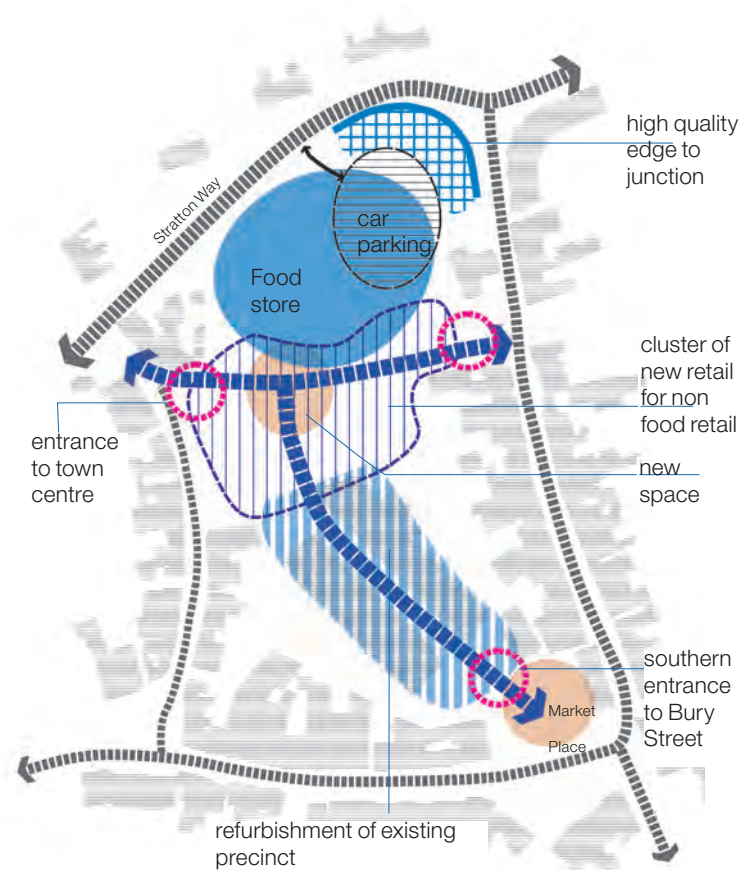 high quality
edge to
junction
Stratton Way
car
parking
Food
store
cluster of
new retail
for non
food retail
entrance
to town
centre
new
space
southern
entrance
to Bury
Street
Market
Place
refurbishment of existing
precinct